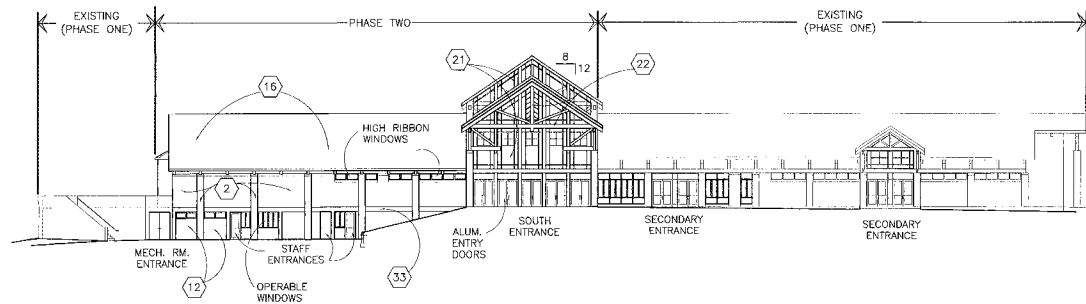 EXISTING
(PHASE ONE)
PHASE TWO
EXISTING
(PHASE ONE)
21
8
12
22
16
HIGH RIBBON
WINDOWS
2
MECH. RM.
ENTRANCE
STAFF
ENTRANCES
12
OPERABLE
WINDOWS
33
ALUM.
ENTRY
DOORS
SOUTH
ENTRANCE
SECONDARY
ENTRANCE
SECONDARY
ENTRANCE